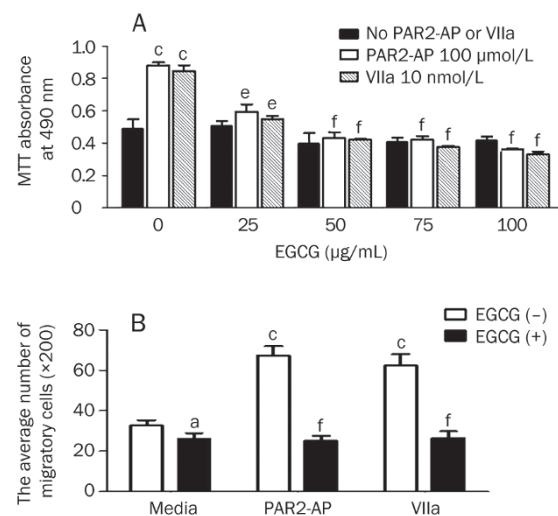 A
No PAR2-AP or VIIa
PAR2-AP 100 µmol/L
VIIa 10 nmol/L
MTT absorbance
at 490 nm
1.0
0.8
0.6
0.4
0.2
0
c c
e e
f f
f f
f f
0 25 50 75 100
EGCG (µg/mL)
B
EGCG (–)
EGCG (+)
The average number of
migratory cells (×200)
80
60
40
20
0
a
c
f
c
f
Media PAR2-AP VIIa